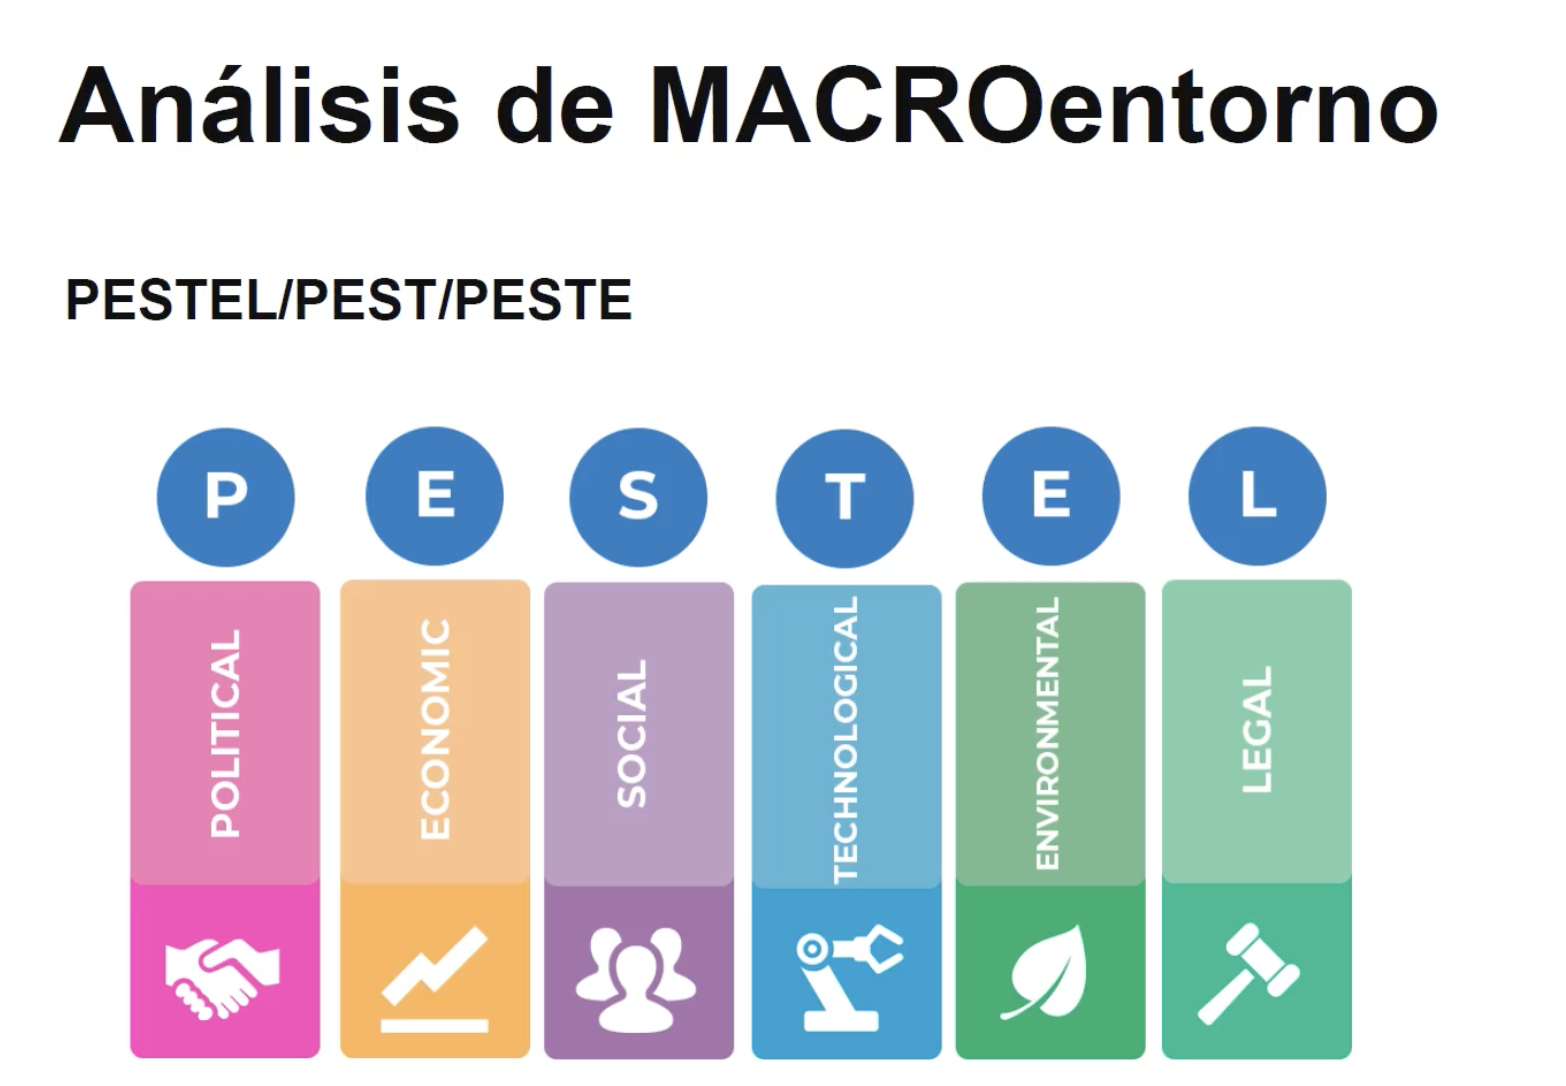 Análisis de MACROentorno
PESTEL/PEST/PESTE
P E S T E L
POLITICAL
ECONOMIC
SOCIAL
TECHNOLOGICAL
ENVIRONMENTAL
LEGAL